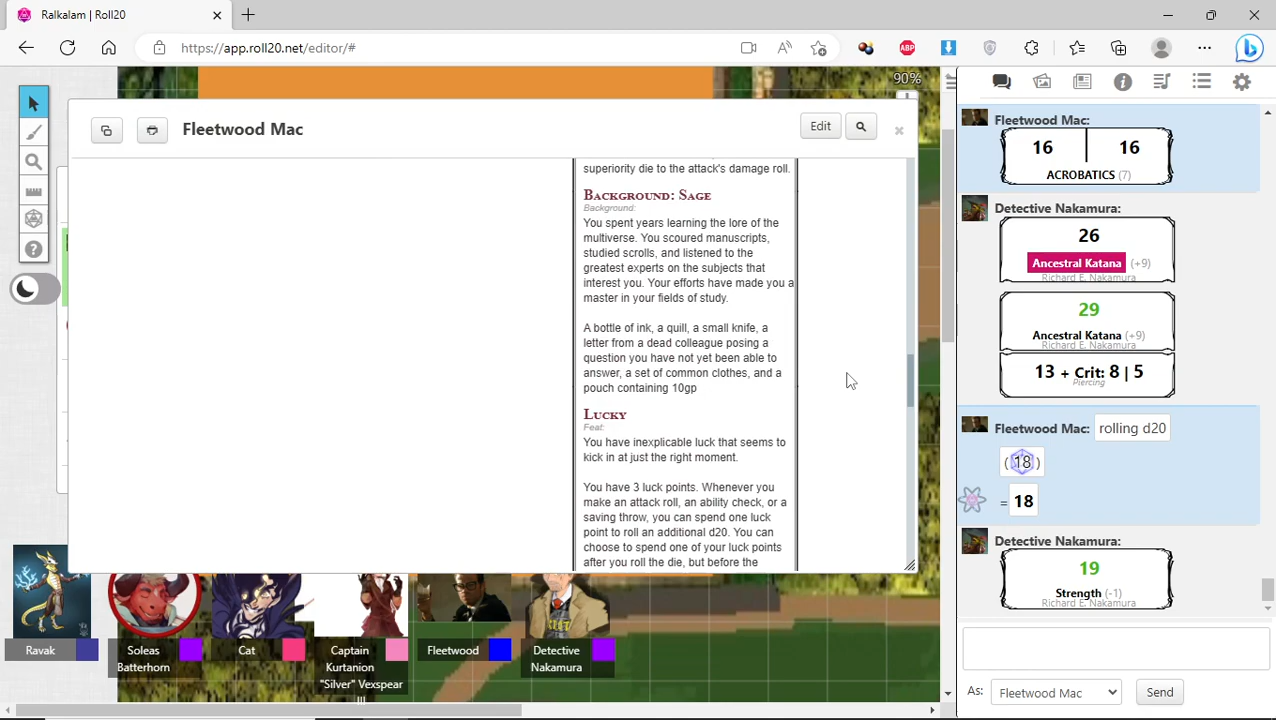 Ralkalam | Roll20
https://app.roll20.net/editor/#
90%
Fleetwood Mac
Edit
superiority die to the attack's damage roll.
Background: Sage
Background:
You spent years learning the lore of the
multiverse. You scoured manuscripts,
studied scrolls, and listened to the
greatest experts on the subjects that
interest you. Your efforts have made you a
master in your fields of study.
A bottle of ink, a quill, a small knife, a
letter from a dead colleague posing a
question you have not yet been able to
answer, a set of common clothes, and a
pouch containing 10gp
Lucky
Feat:
You have inexplicable luck that seems to
kick in at just the right moment.
You have 3 luck points. Whenever you
make an attack roll, an ability check, or a
saving throw, you can spend one luck
point to roll an additional d20. You can
choose to spend one of your luck points
after you roll the die, but before the
Ravak
Soleas
Batterhorn
Cat
Captain
Kurtanion
"Silver" Vexspear
III
Fleetwood
Detective
Nakamura
Fleetwood Mac:
16 16
ACROBATICS (7)
Detective Nakamura:
26
Ancestral Katana (+9)
Richard E. Nakamura
29
Ancestral Katana (+9)
Richard E. Nakamura
13 + Crit: 8 | 5
Piercing
Fleetwood Mac: rolling d20
(18)
= 18
Detective Nakamura:
19
Strength (-1)
Richard E. Nakamura
As: Fleetwood Mac Send